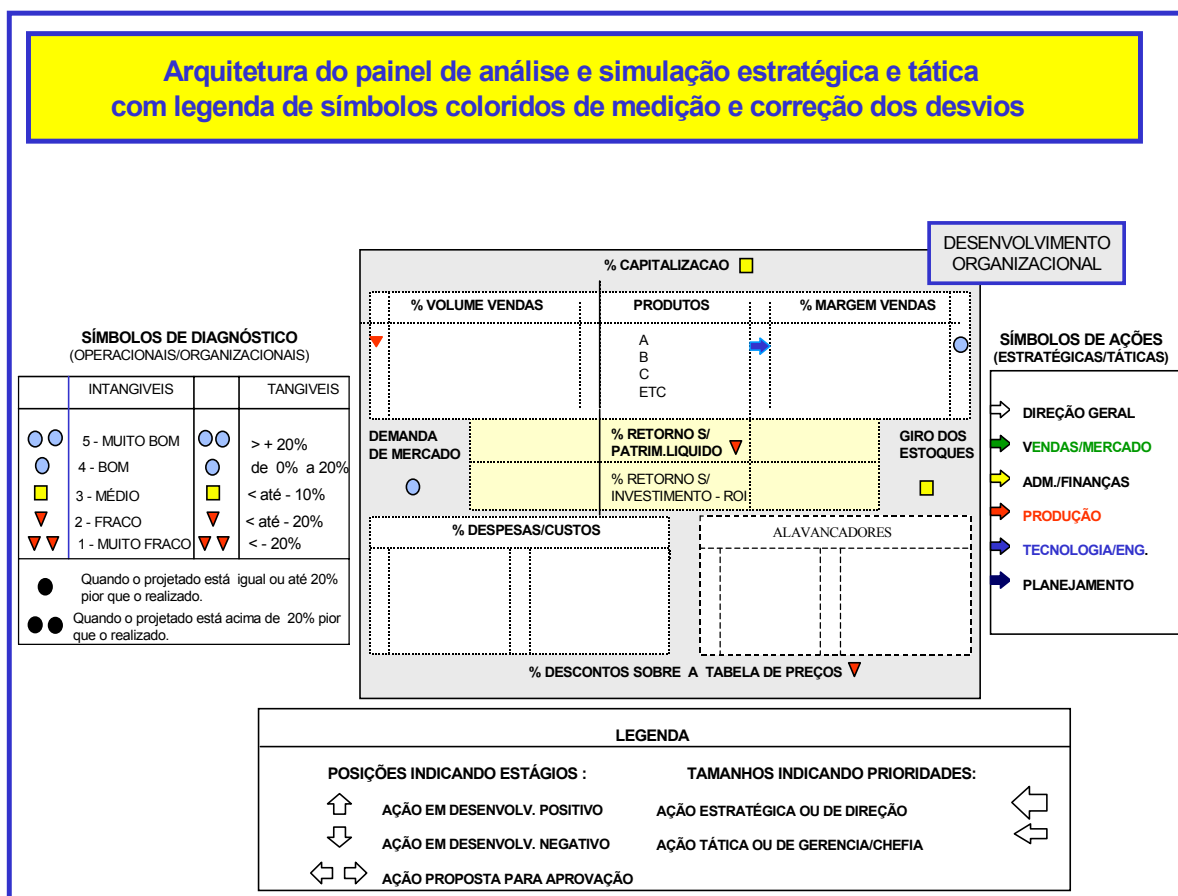 Arquitetura do painel de análise e simulação estratégica e tática
com legenda de símbolos coloridos de medição e correção dos desvios
DESENVOLVIMENTO
ORGANIZACIONAL
% CAPITALIZACAO
% VOLUME VENDAS
PRODUTOS
% MARGEM VENDAS
A
B
C
ETC
DEMANDA
DE MERCADO
% RETORNO S/
PATRIM.LIQUIDO
% RETORNO S/
INVESTIMENTO - ROI
GIRO DOS
ESTOQUES
% DESPESAS/CUSTOS
ALAVANCADORES
% DESCONTOS SOBRE A TABELA DE PREÇOS
SÍMBOLOS DE DIAGNÓSTICO
(OPERACIONAIS/ORGANIZACIONAIS)
INTANGIVEIS TANGIVEIS
5 - MUITO BOM > + 20%
4 - BOM de 0% a 20%
3 - MÉDIO < até - 10%
2 - FRACO < até - 20%
1 - MUITO FRACO < - 20%
Quando o projetado está igual ou até 20%
pior que o realizado.
Quando o projetado está acima de 20% pior
que o realizado.
SÍMBOLOS DE AÇÕES
(ESTRATÉGICAS/TÁTICAS)
DIREÇÃO GERAL
VENDAS/MERCADO
ADM./FINANÇAS
PRODUÇÃO
TECNOLOGIA/ENG.
PLANEJAMENTO
LEGENDA
POSIÇÕES INDICANDO ESTÁGIOS :
AÇÃO EM DESENVOLV. POSITIVO
AÇÃO EM DESENVOLV. NEGATIVO
AÇÃO PROPOSTA PARA APROVAÇÃO
TAMANHOS INDICANDO PRIORIDADES:
AÇÃO ESTRATÉGICA OU DE DIREÇÃO
AÇÃO TÁTICA OU DE GERENCIA/CHEFIA